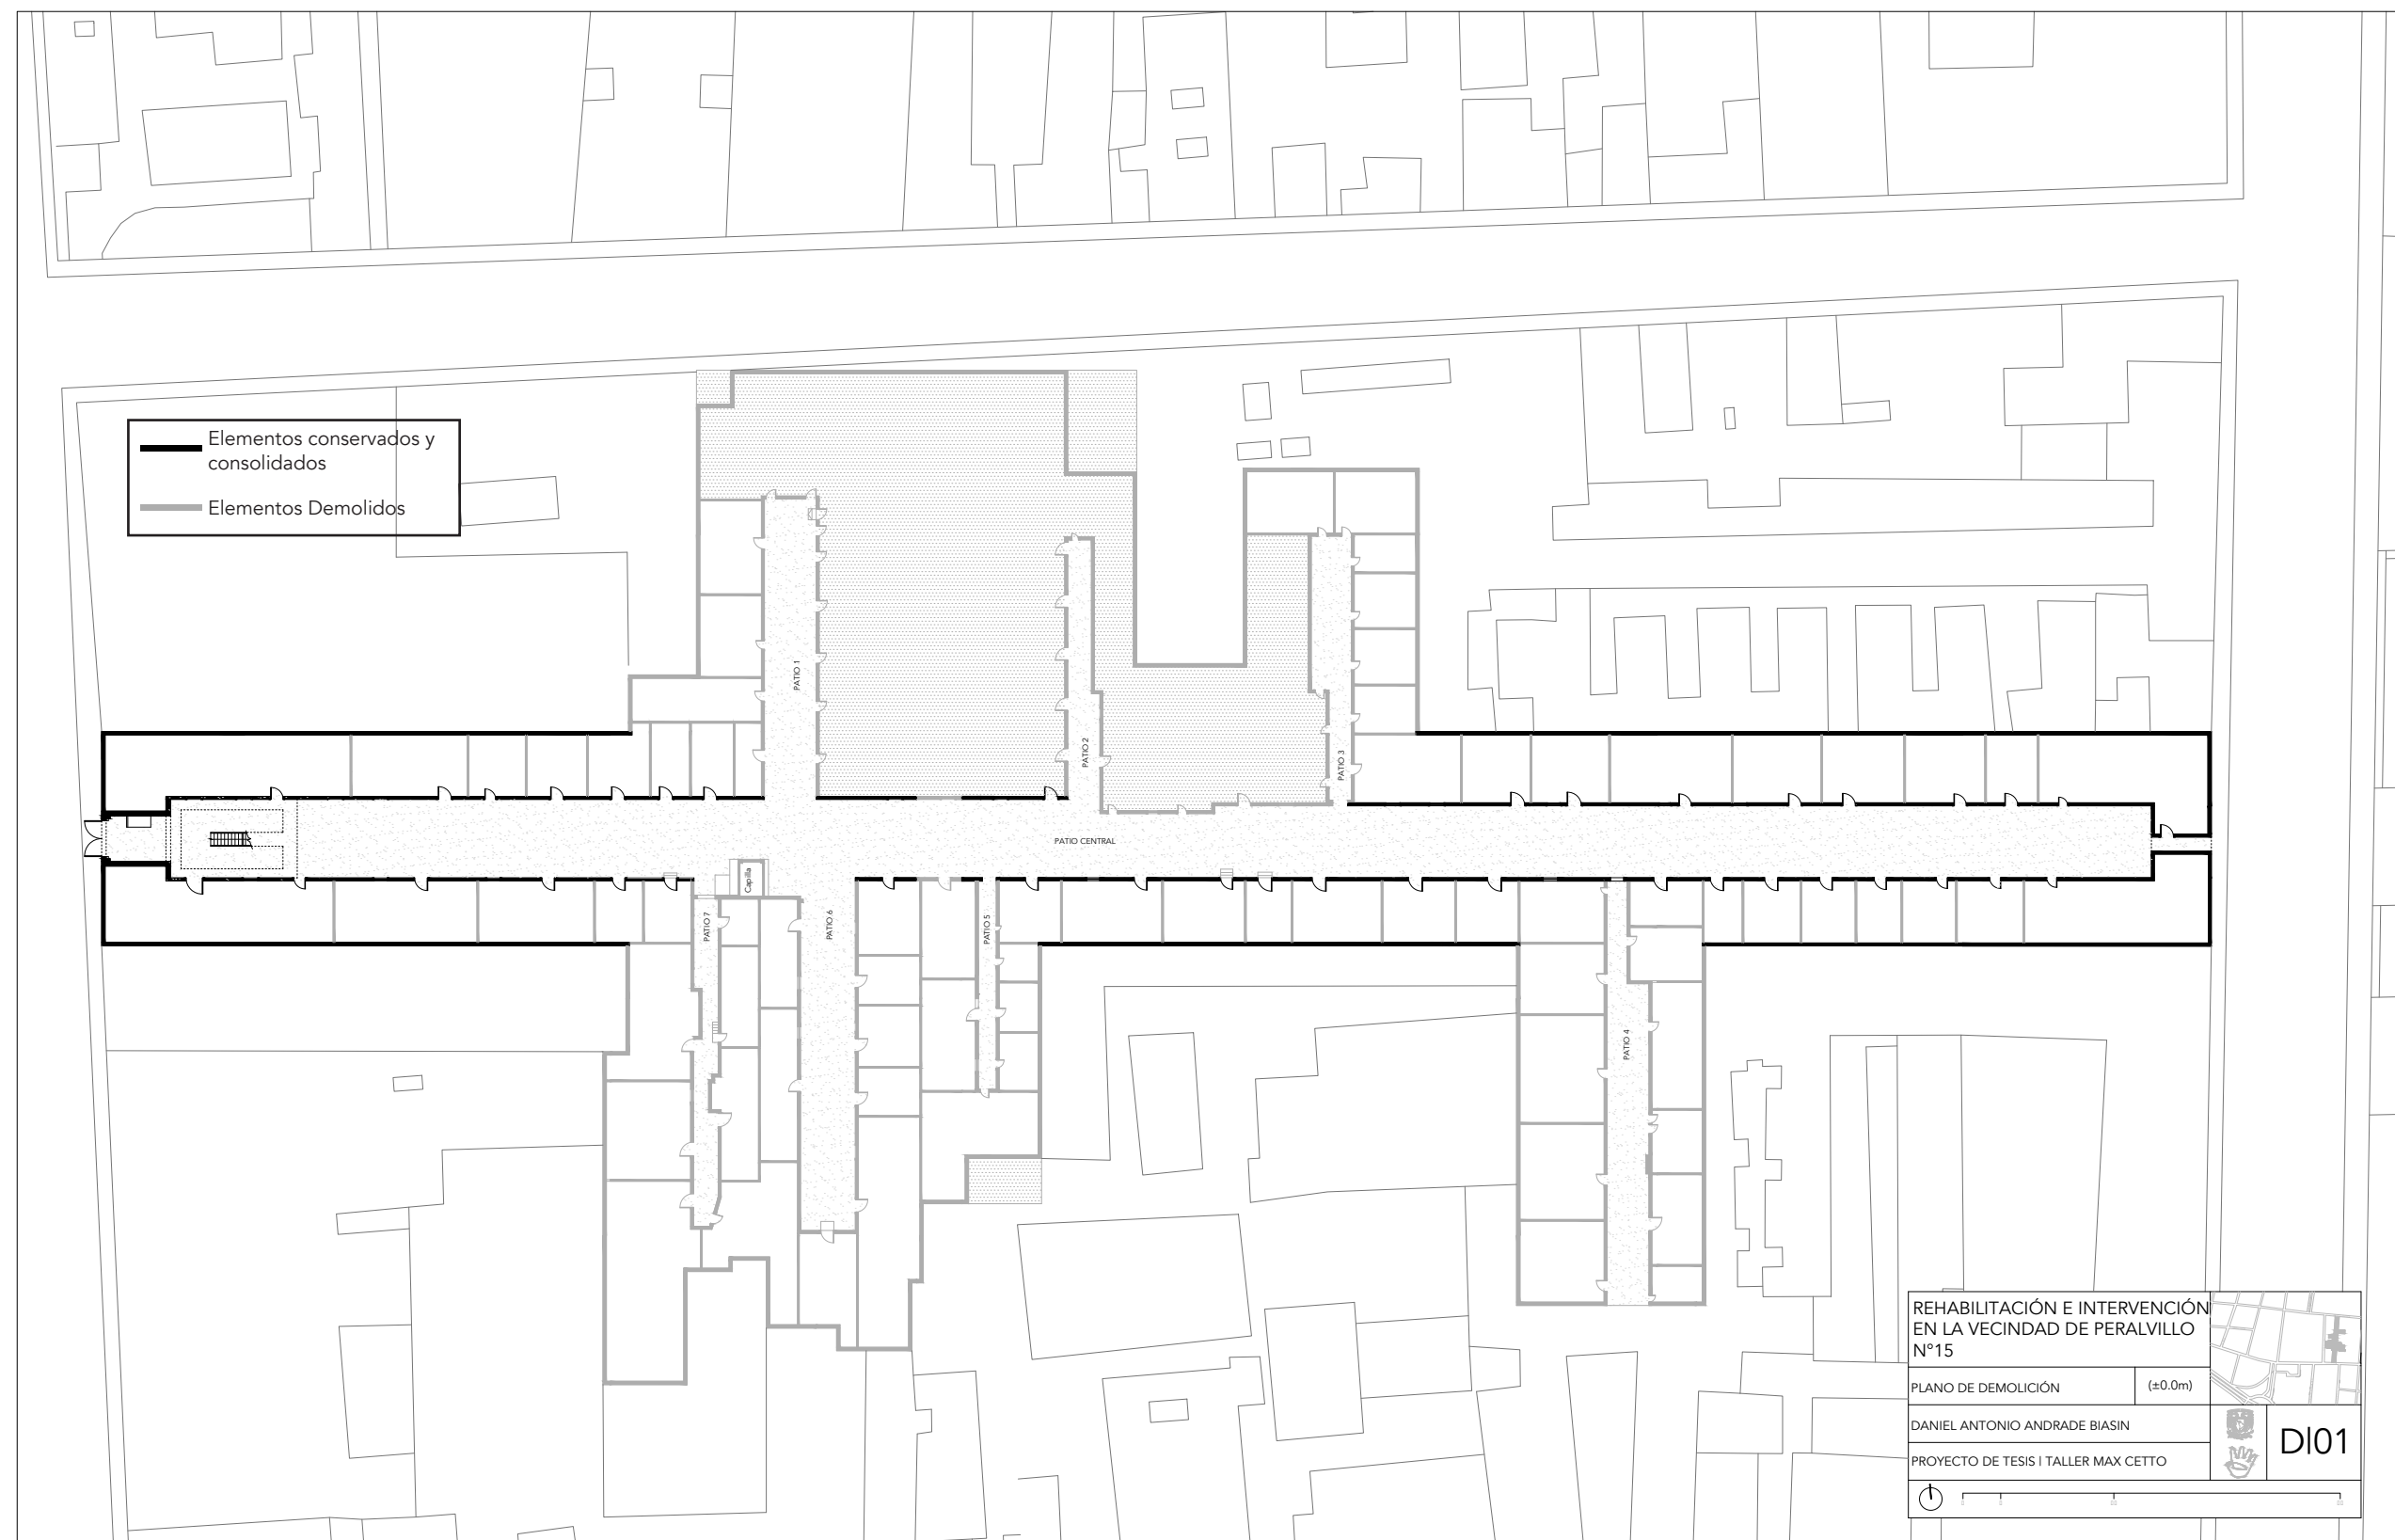 Elementos conservados y
consolidados
Elementos Demolidos
PATIO 1
PATIO 2
PATIO 3
PATIO CENTRAL
Capilla
PATIO 7
PATIO 6
PATIO 5
PATIO 4
REHABILITACIÓN E INTERVENCIÓN
EN LA VECINDAD DE PERALVILLO
N°15
PLANO DE DEMOLICIÓN
(±0.0m)
DANIEL ANTONIO ANDRADE BIASIN
PROYECTO DE TESIS | TALLER MAX CETTO
D|01